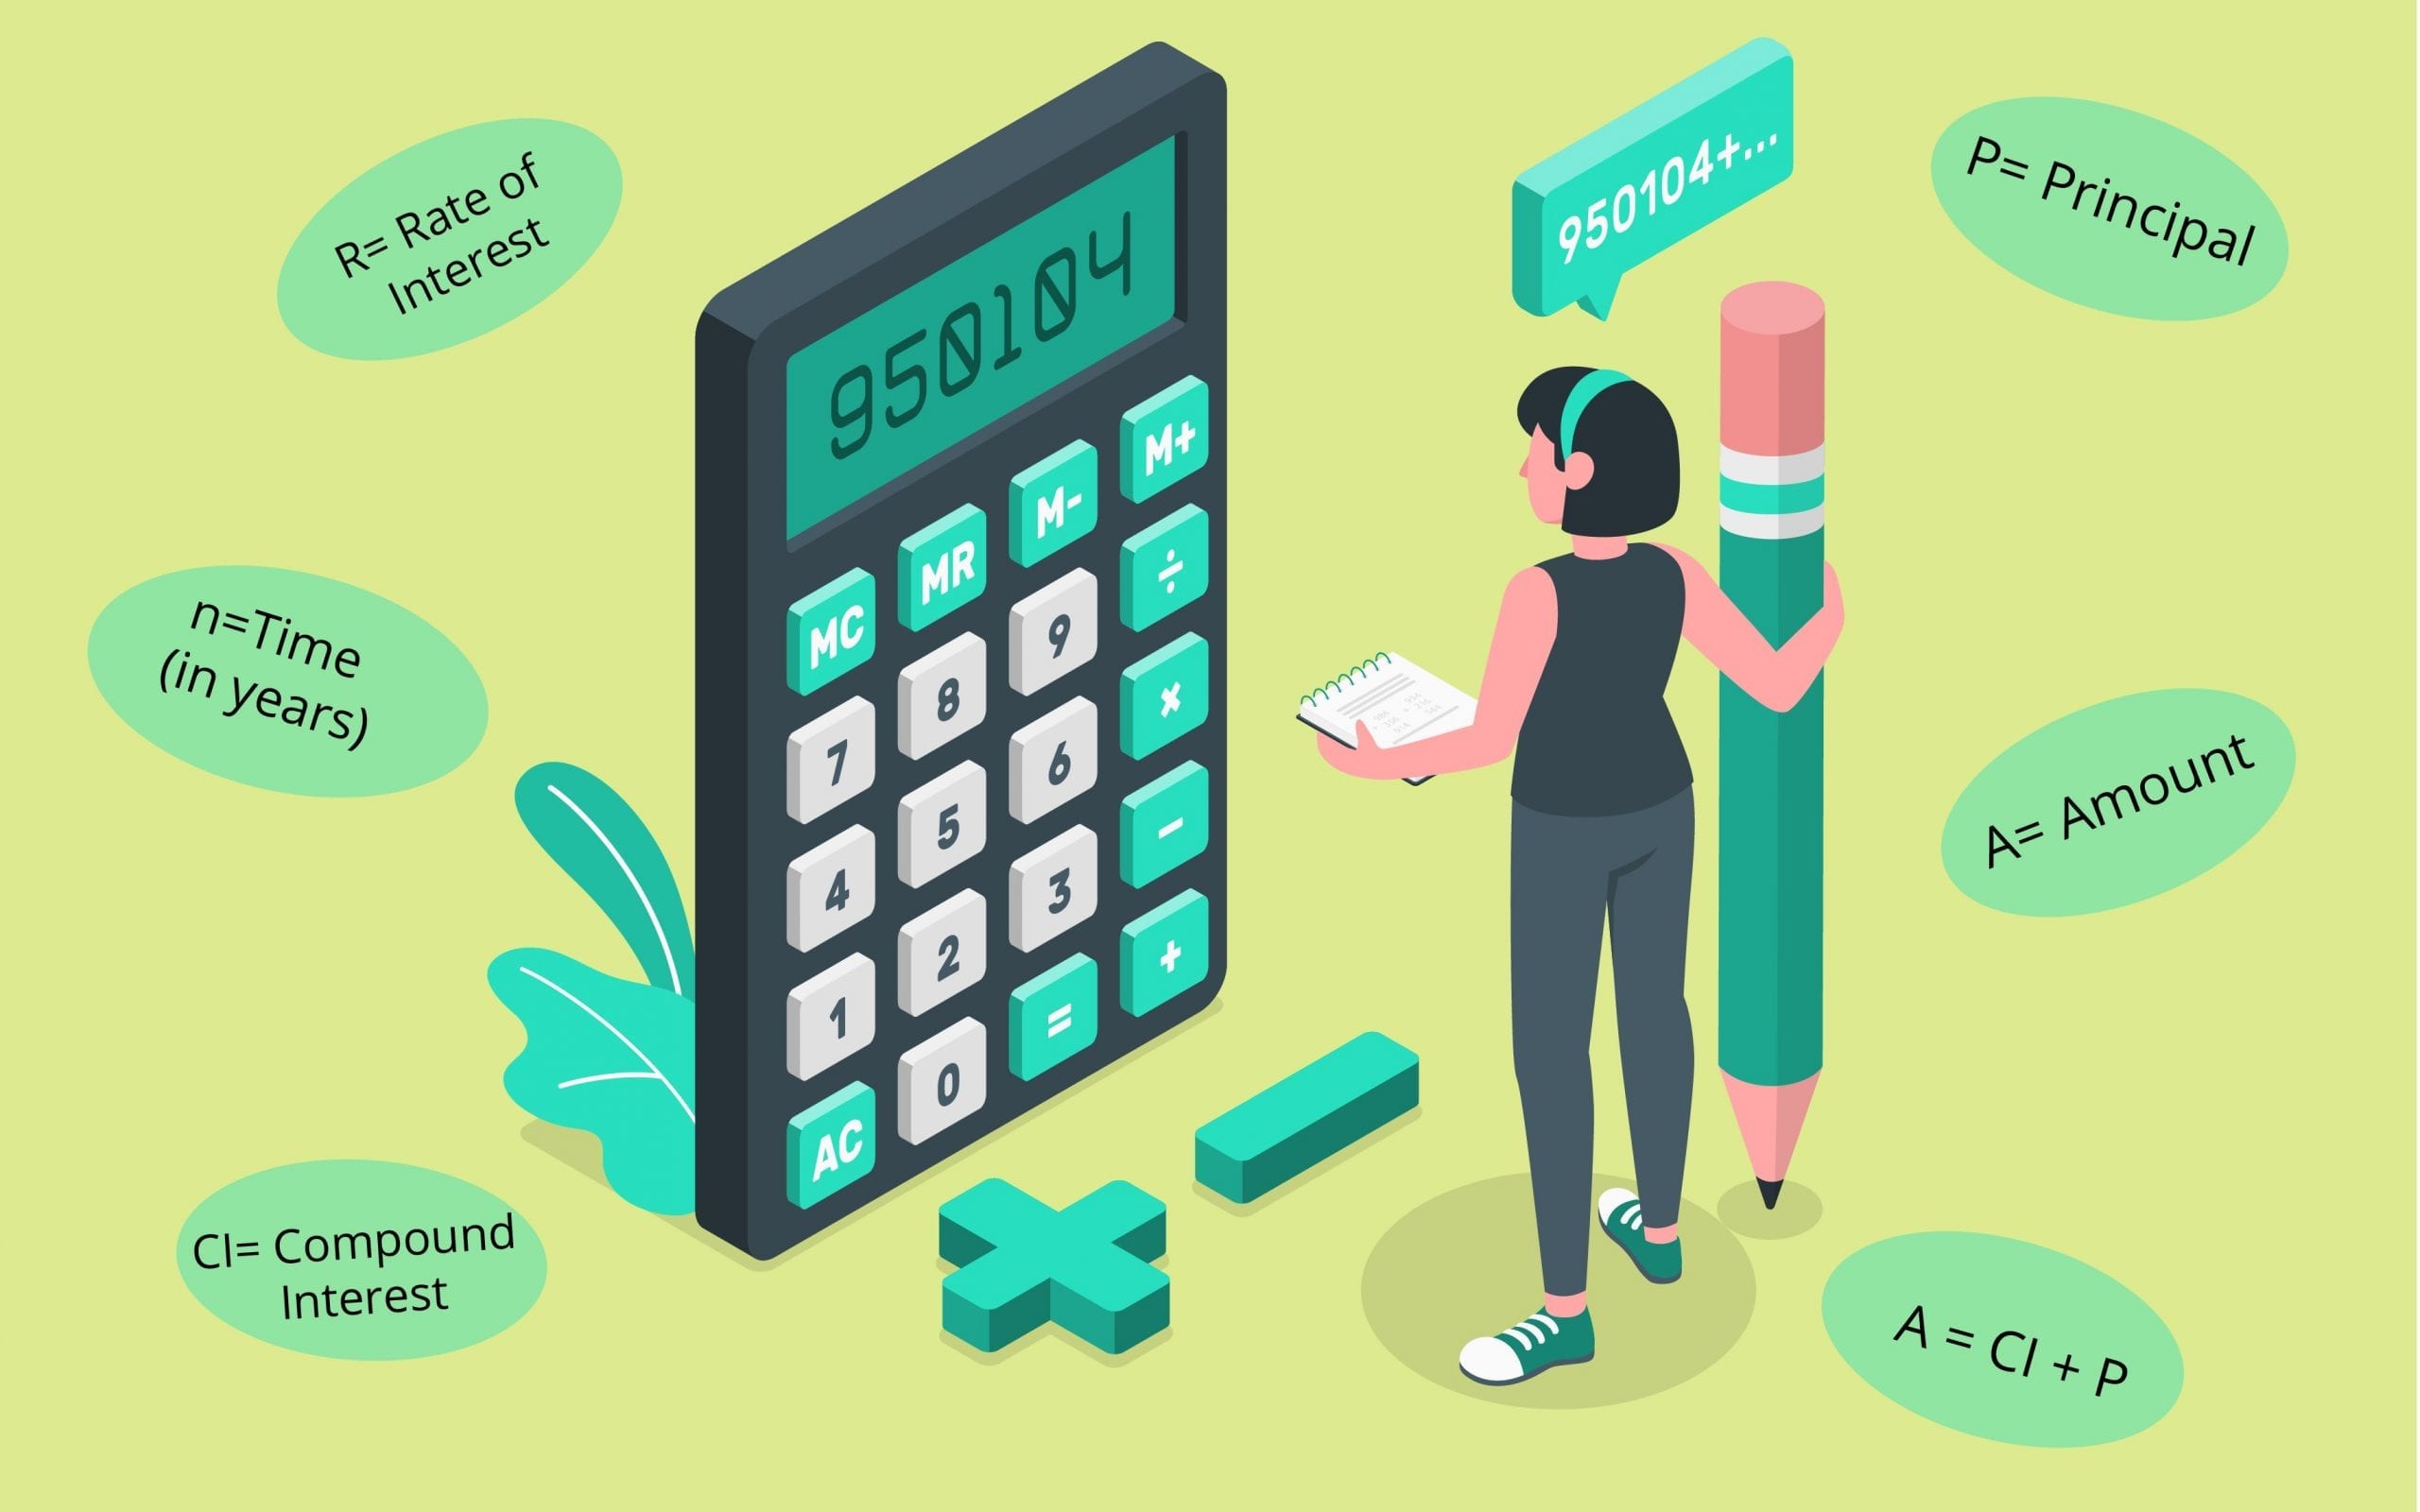 R= Rate of
Interest
n=Time
(in years)
CI= Compound
Interest
950104
MC
MR
M-
M+
7
8
9
÷
4
5
6
×
1
2
3
-
AC
0
=
+
950104+...
P= Principal
A= Amount
A = CI + P